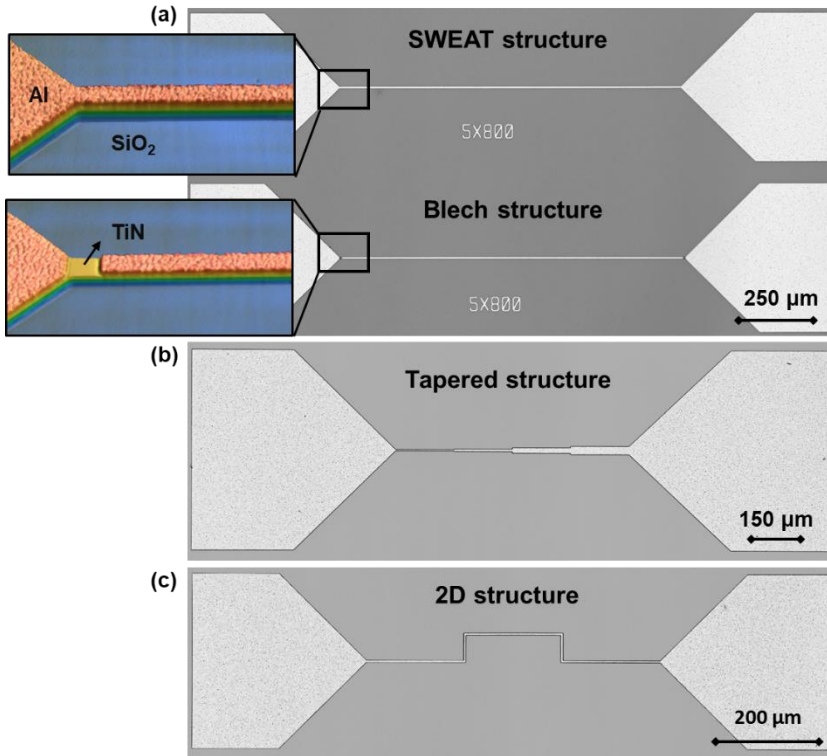 (a)
SWEAT structure
Al
SiO₂
5X800
Blech structure
TiN
5X800
250 µm
(b)
Tapered structure
150 µm
(c)
2D structure
200 µm